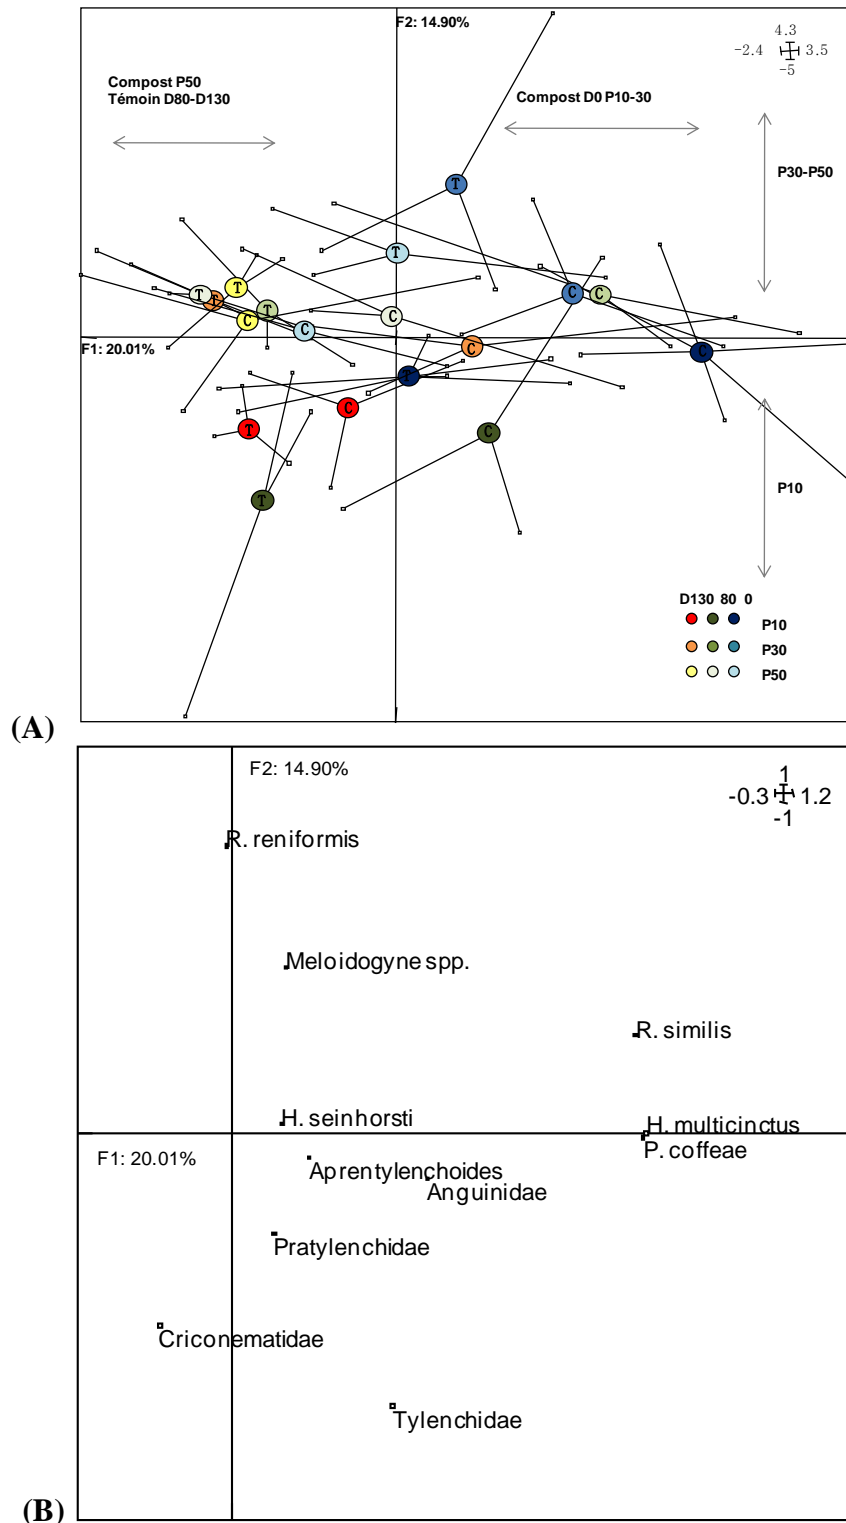 F2: 14.90%
4.3
-2.4 3.5
-5
Compost P50
Témoin D80-D130
Compost D0 P10-30
P30-P50
T
T
T
T
T
T
C
C
C
C
C
F1: 20.01%
C
C
T
C
T
C
T
P10
D130 80 0
P10
P30
P50
(A)
F2: 14.90%
1
-0.3 1.2
-1
R. reniformis
Meloidogyne spp.
R. similis
H. seinhorsti
H. multicinctus
P. coffeae
F1: 20.01%
Aprentylenchoides
Anguinidae
Pratylenchidae
Criconematidae
Tylenchidae
(B)